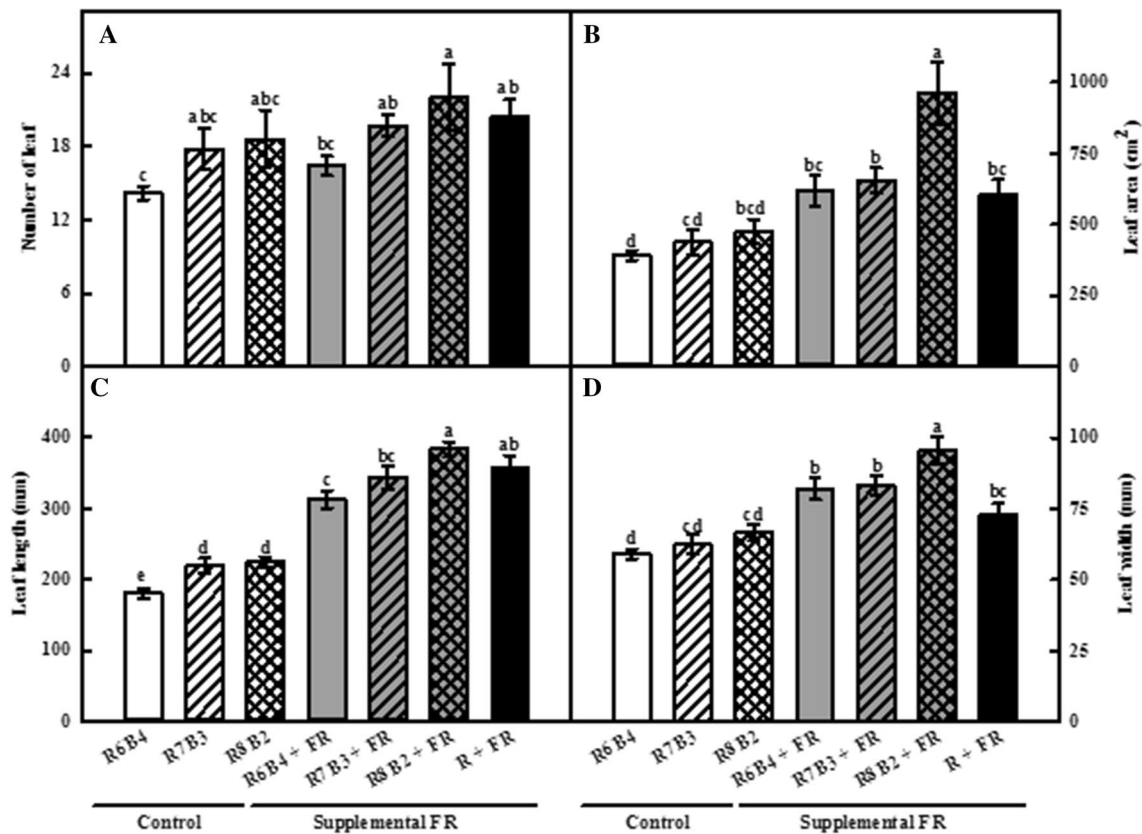 A
Number of leaf
24
18
12
6
0
c
abc
abc
bc
ab
a
ab
B
Leaf area (cm²)
1000
750
500
250
0
d
cd
bcd
bc
b
a
bc
C
Leaf length (mm)
400
300
200
100
0
e
d
d
c
bc
a
ab
D
Leaf width (mm)
100
75
50
25
0
d
cd
cd
b
b
a
bc
R6B4
R7B3
R8B2
R6B4 + FR
R7B3 + FR
R8B2 + FR
R + FR
Control
Supplemental FR
R6B4
R7B3
R8B2
R6B4 + FR
R7B3 + FR
R8B2 + FR
R + FR
Control
Supplemental FR